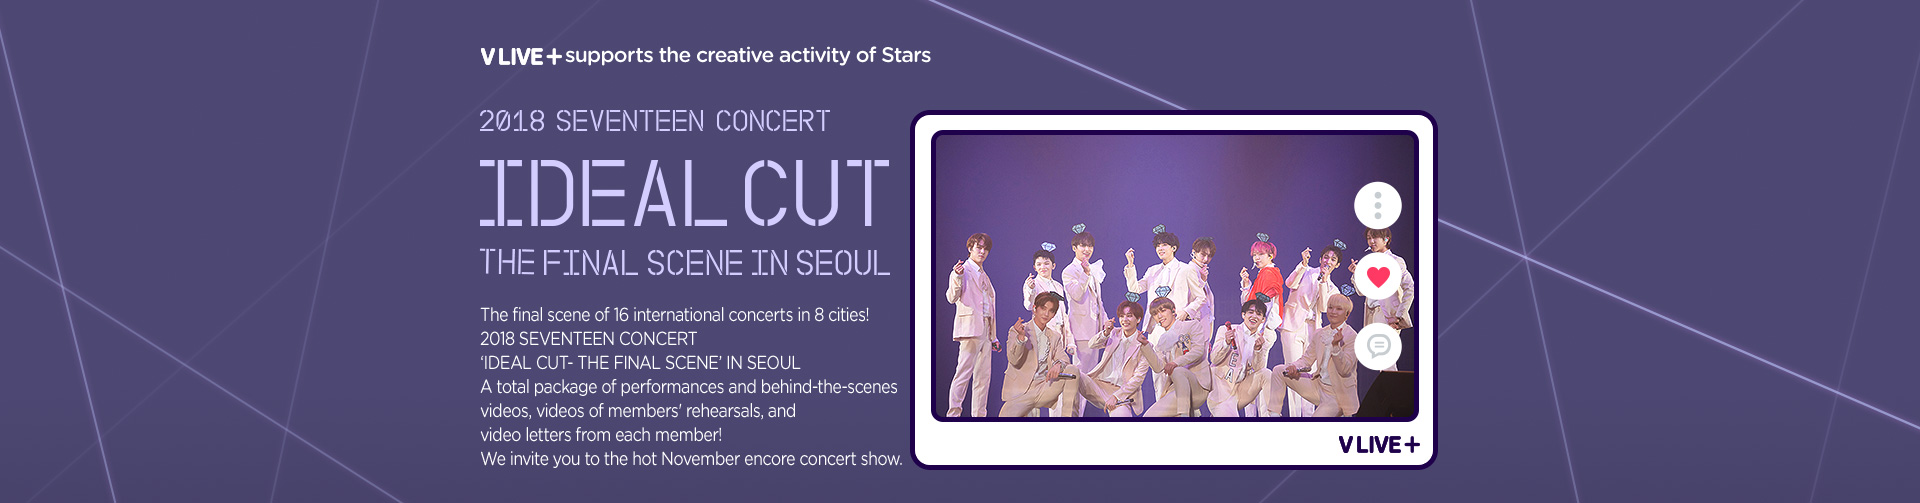 V LIVE+ supports the creative activity of Stars
2018 SEVENTEEN CONCERT
IDEAL CUT
THE FINAL SCENE IN SEOUL
The final scene of 16 international concerts in 8 cities!
2018 SEVENTEEN CONCERT
‘IDEAL CUT- THE FINAL SCENE’ IN SEOUL
A total package of performances and behind-the-scenes
videos, videos of members' rehearsals, and
video letters from each member!
We invite you to the hot November encore concert show.
V LIVE+